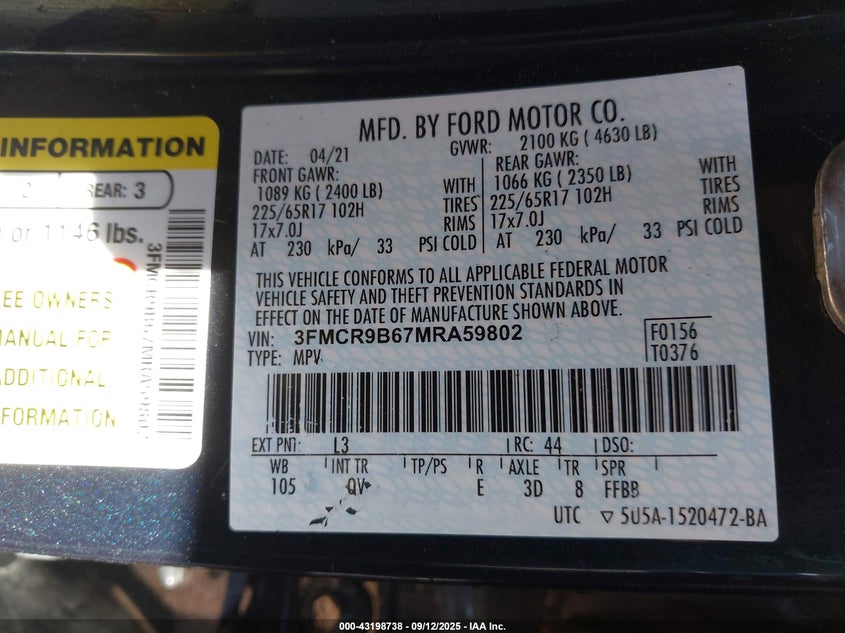 INFORMATION
REAR: 3
or 1146 lbs.
SEE OWNERS
MANUAL FOR
ADDITIONAL
INFORMATION
3FMCR9B67MRA59802
MFD. BY FORD MOTOR CO.
DATE: 04/21 GVWR: 2100 KG ( 4630 LB)
FRONT GAWR: REAR GAWR:
1089 KG ( 2400 LB) WITH 1066 KG ( 2350 LB) WITH
225/65R17 102H TIRES 225/65R17 102H TIRES
17x7.0J RIMS 17x7.0J RIMS
AT 230 kPa/ 33 PSI COLD AT 230 kPa/ 33 PSI COLD
THIS VEHICLE CONFORMS TO ALL APPLICABLE FEDERAL MOTOR
VEHICLE SAFETY AND THEFT PREVENTION STANDARDS IN
EFFECT ON THE DATE OF MANUFACTURE SHOWN ABOVE.
VIN: 3FMCR9B67MRA59802 F0156
TYPE: MPV T0376
EXT PNT: L3 RC: 44 DSO:
WB INT TR TP/PS R AXLE TR SPR
105 QV E 3D 8 FFBB
UTC ▽ 5U5A-1520472-BA
000-43198738 - 09/12/2025 - IAA Inc.